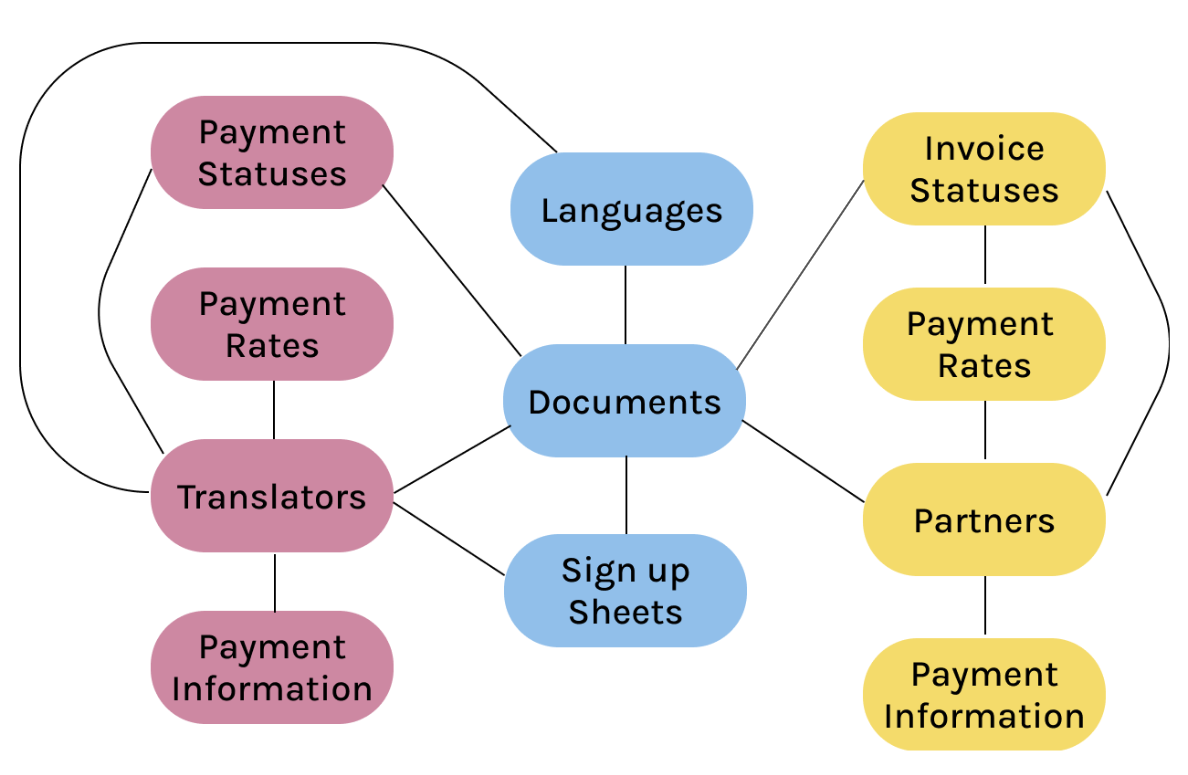 Payment
Statuses
Payment
Rates
Translators
Payment
Information
Languages
Documents
Sign up
Sheets
Invoice
Statuses
Payment
Rates
Partners
Payment
Information